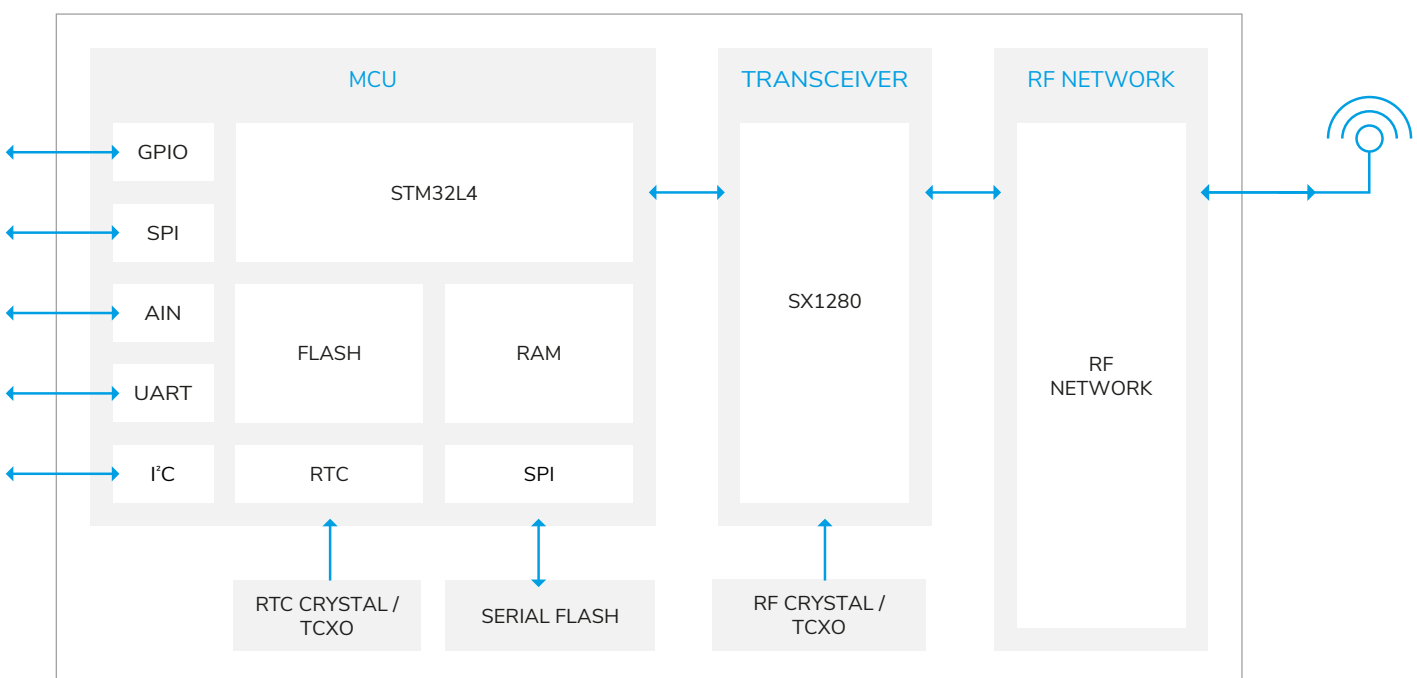 MCU
TRANSCEIVER
RF NETWORK
GPIO
STM32L4
SPI
AIN
SX1280
FLASH
RAM
RF
NETWORK
UART
I²C
RTC
SPI
RTC CRYSTAL /
TCXO
SERIAL FLASH
RF CRYSTAL /
TCXO